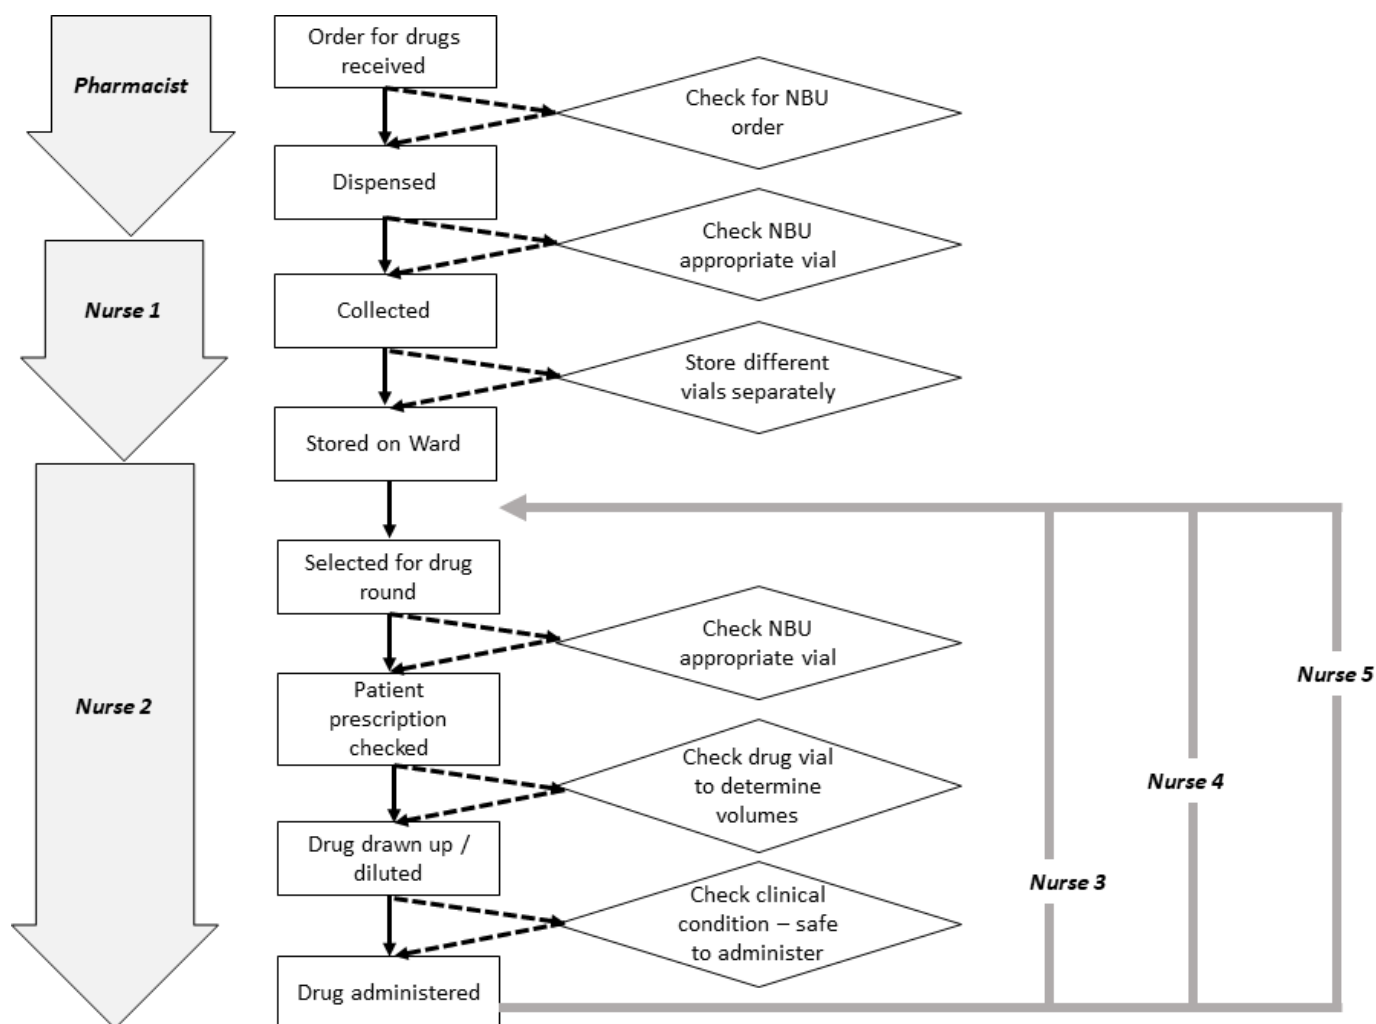 Pharmacist
Order for drugs
received
Check for NBU
order
Dispensed
Check NBU
appropriate vial
Nurse 1
Collected
Store different
vials separately
Stored on Ward
Selected for drug
round
Check NBU
appropriate vial
Nurse 2
Patient
prescription
checked
Check drug vial
to determine
volumes
Drug drawn up /
diluted
Check clinical
condition – safe
to administer
Drug administered
Nurse 3
Nurse 4
Nurse 5